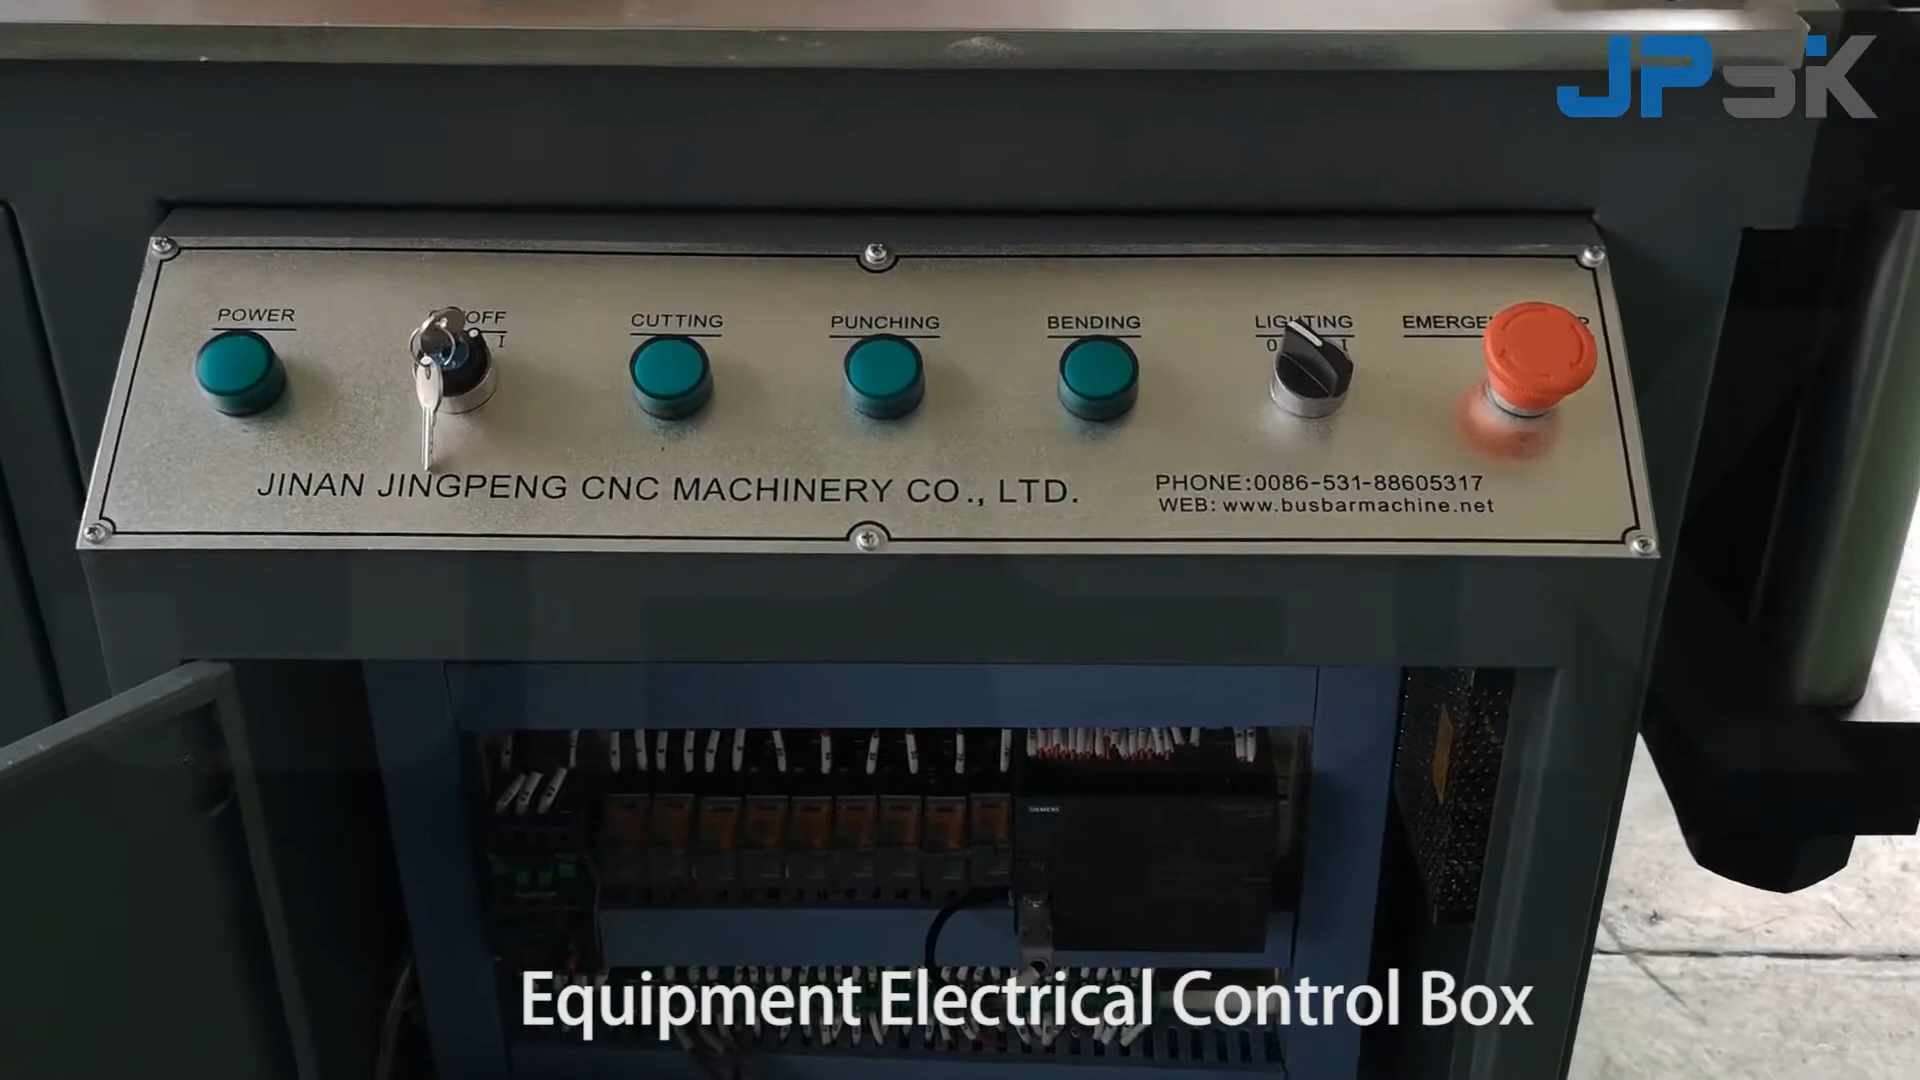 JPSK
POWER
OFF
I
CUTTING
PUNCHING
BENDING
LIGHTING
0 I
JINAN JINGPENG CNC MACHINERY CO., LTD.
PHONE:0086-531-88605317
WEB: www.busbarmachine.net
SIEMENS
Equipment Electrical Control Box